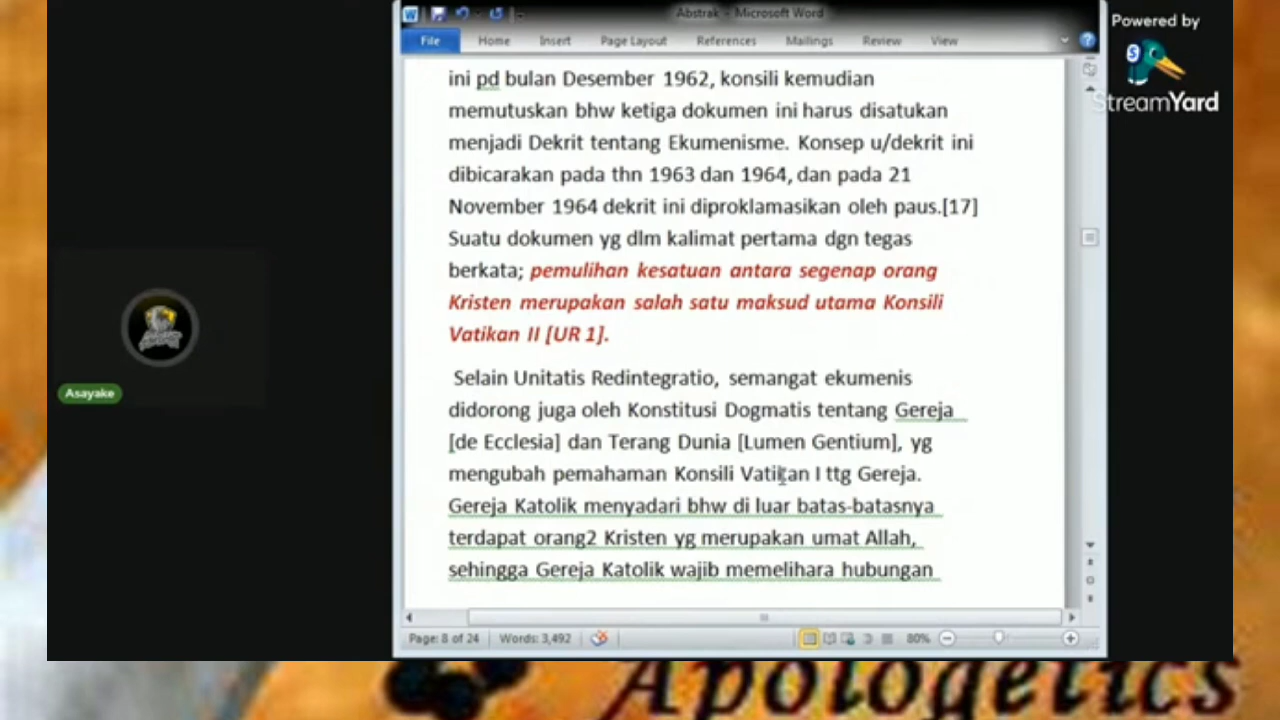 Abstrak - Microsoft Word
File Home Insert Page Layout References Mailings Review View
Powered by
StreamYard
ini pd bulan Desember 1962, konsili kemudian
memutuskan bhw ketiga dokumen ini harus disatukan
menjadi Dekrit tentang Ekumenisme. Konsep u/dekrit ini
dibicarakan pada thn 1963 dan 1964, dan pada 21
November 1964 dekrit ini diproklamasikan oleh paus.[17]
Suatu dokumen yg dlm kalimat pertama dgn tegas
berkata; pemulihan kesatuan antara segenap orang
Kristen merupakan salah satu maksud utama Konsili
Vatikan II [UR 1].
Selain Unitatis Redintegratio, semangat ekumenis
didorong juga oleh Konstitusi Dogmatis tentang Gereja
[de Ecclesia] dan Terang Dunia [Lumen Gentium], yg
mengubah pemahaman Konsili Vatikan I ttg Gereja.
Gereja Katolik menyadari bhw di luar batas-batasnya
terdapat orang2 Kristen yg merupakan umat Allah,
sehingga Gereja Katolik wajib memelihara hubungan
Asayake
Page: 8 of 24 Words: 3,492 80%
Apologetics